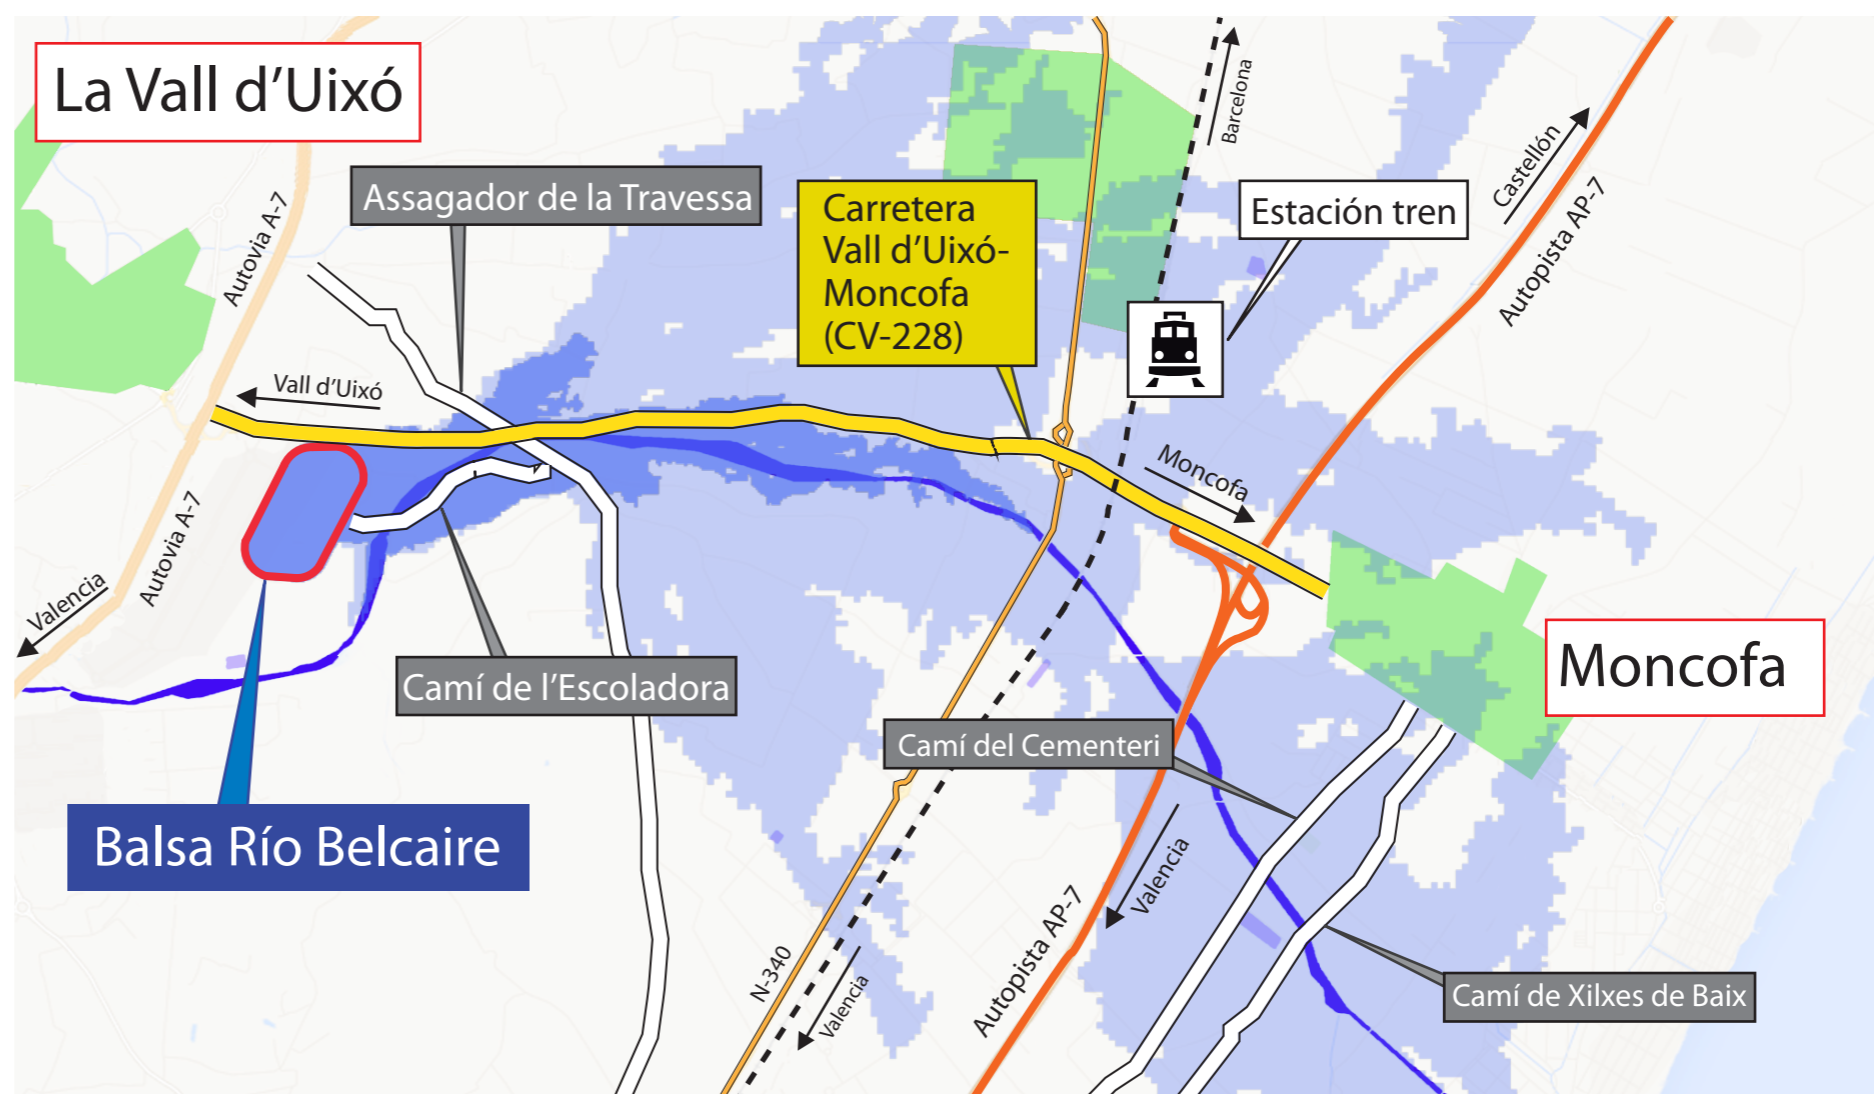 La Vall d'Uixó
Barcelona
Castellón
Assagador de la Travessa
Carretera
Vall d'Uixó-
Moncofa
(CV-228)
Estación tren
Autovia A-7
Autopista AP-7
Vall d'Uixó
Moncofa
Autovia A-7
Valencia
Camí de l'Escoladora
Moncofa
Camí del Cementeri
Balsa Río Belcaire
Valencia
Autopista AP-7
N-340
Valencia
Camí de Xilxes de Baix